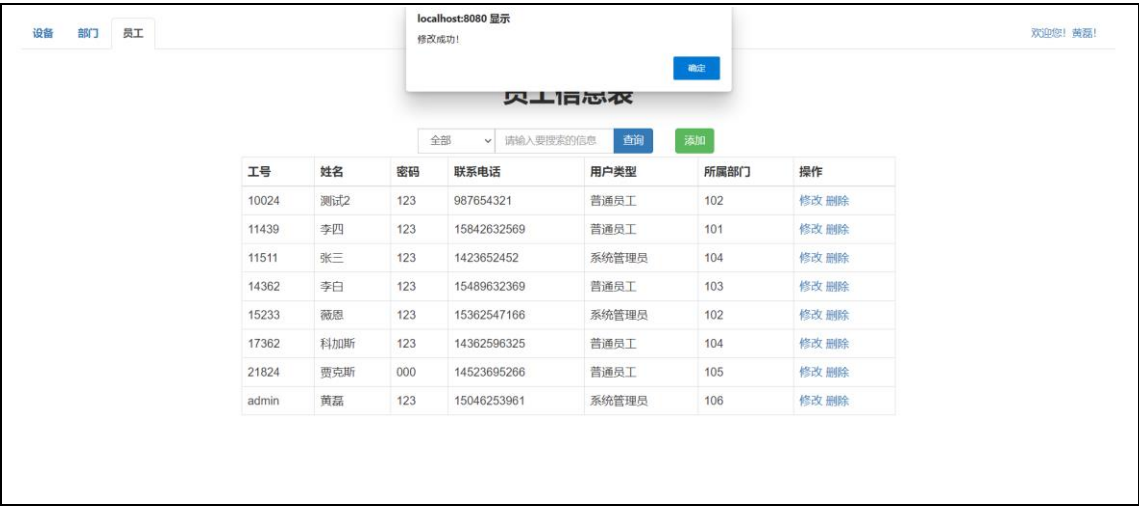 localhost:8080 显示
修改成功!
确定
设备 部门 员工 欢迎您! 黄磊!
员工信息表
全部 请输入要搜索的信息 查询 添加
工号 姓名 密码 联系电话 用户类型 所属部门 操作
10024 测试2 123 987654321 普通员工 102 修改 删除
11439 李四 123 15842632569 普通员工 101 修改 删除
11511 张三 123 1423652452 系统管理员 104 修改 删除
14362 李白 123 15489632369 普通员工 103 修改 删除
15233 薇恩 123 15362547166 系统管理员 102 修改 删除
17362 科加斯 123 14362596325 普通员工 104 修改 删除
21824 贾克斯 000 14523695266 普通员工 105 修改 删除
admin 黄磊 123 15046253961 系统管理员 106 修改 删除